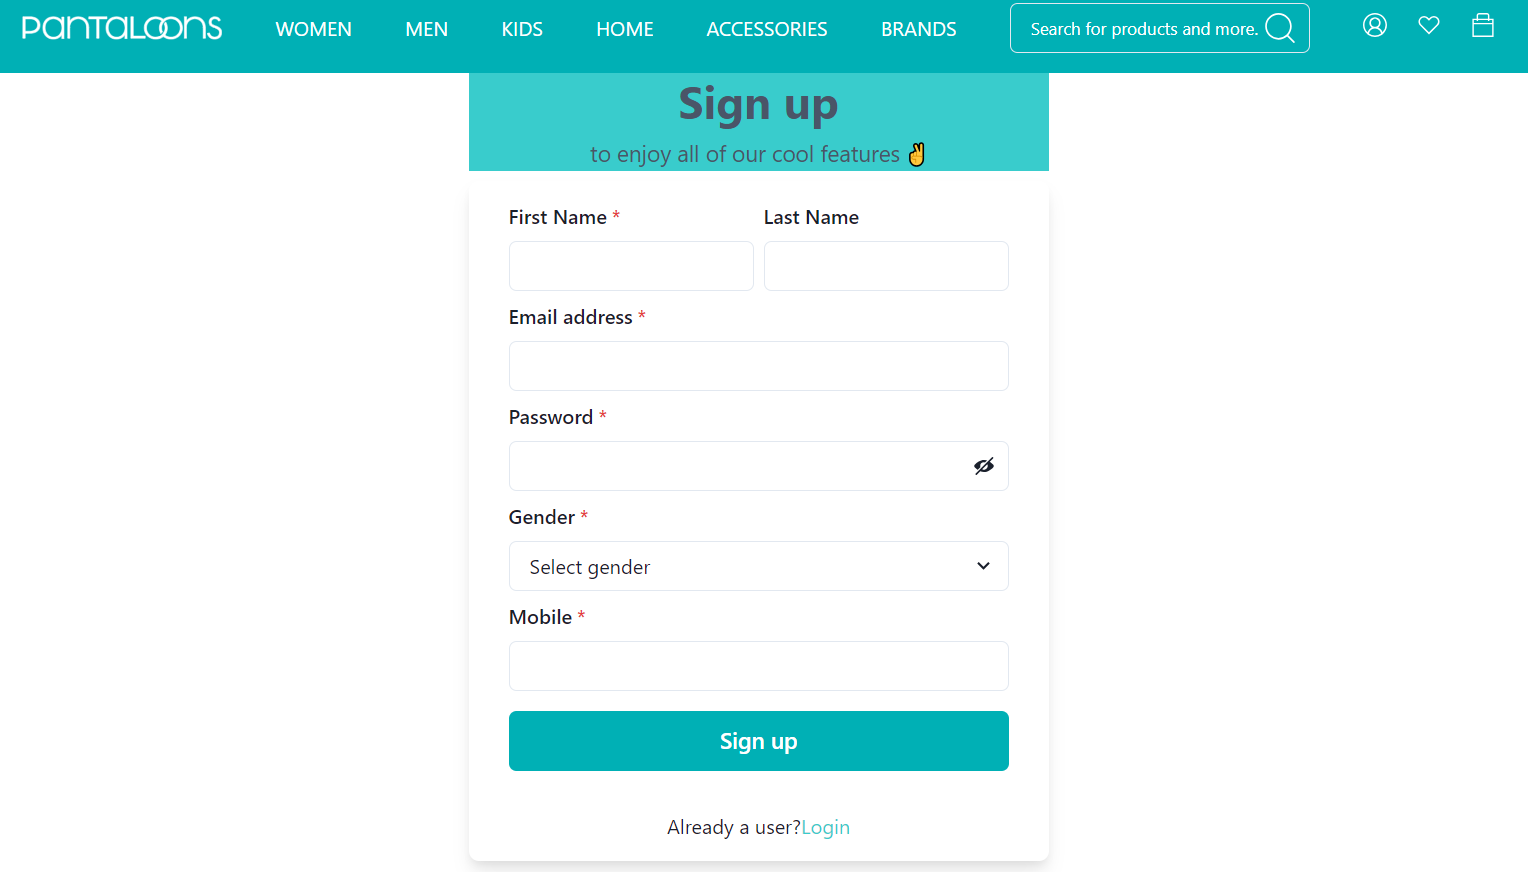 PANTALOONS WOMEN MEN KIDS HOME ACCESSORIES BRANDS Search for products and more.
Sign up
to enjoy all of our cool features ✌
First Name * Last Name
Email address *
Password *
Gender *
Select gender
Mobile *
Sign up
Already a user?Login